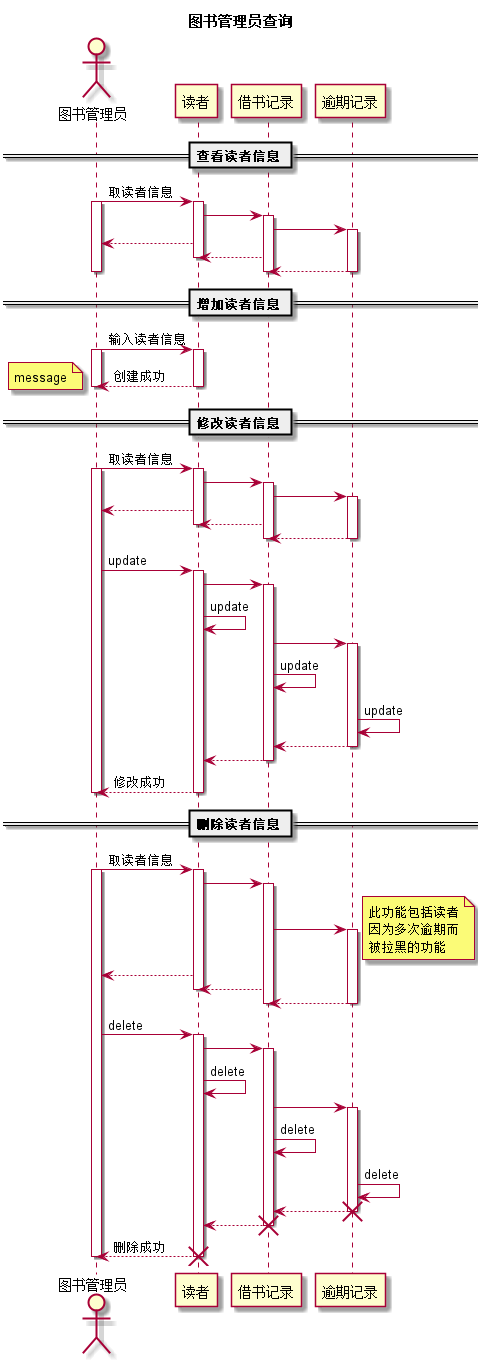 图书管理员查询
图书管理员
读者
借书记录
逾期记录
查看读者信息
取读者信息
增加读者信息
输入读者信息
message
创建成功
修改读者信息
取读者信息
update
update
update
update
修改成功
删除读者信息
取读者信息
此功能包括读者
因为多次逾期而
被拉黑的功能
delete
delete
delete
delete
删除成功
图书管理员
读者
借书记录
逾期记录